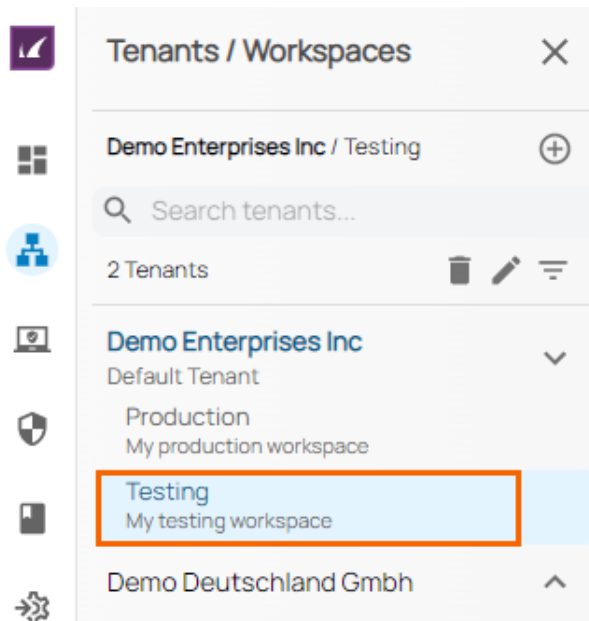 Tenants / Workspaces
Demo Enterprises Inc / Testing
Search tenants...
2 Tenants
Demo Enterprises Inc
Default Tenant
Production
My production workspace
Testing
My testing workspace
Demo Deutschland Gmbh